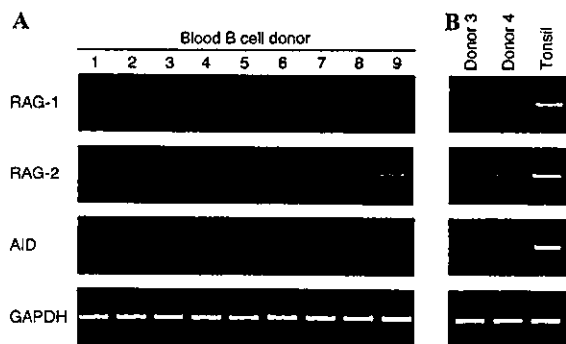 A
Blood B cell donor
1 2 3 4 5 6 7 8 9
RAG-1
RAG-2
AID
GAPDH
B
Donor 3
Donor 4
Tonsil